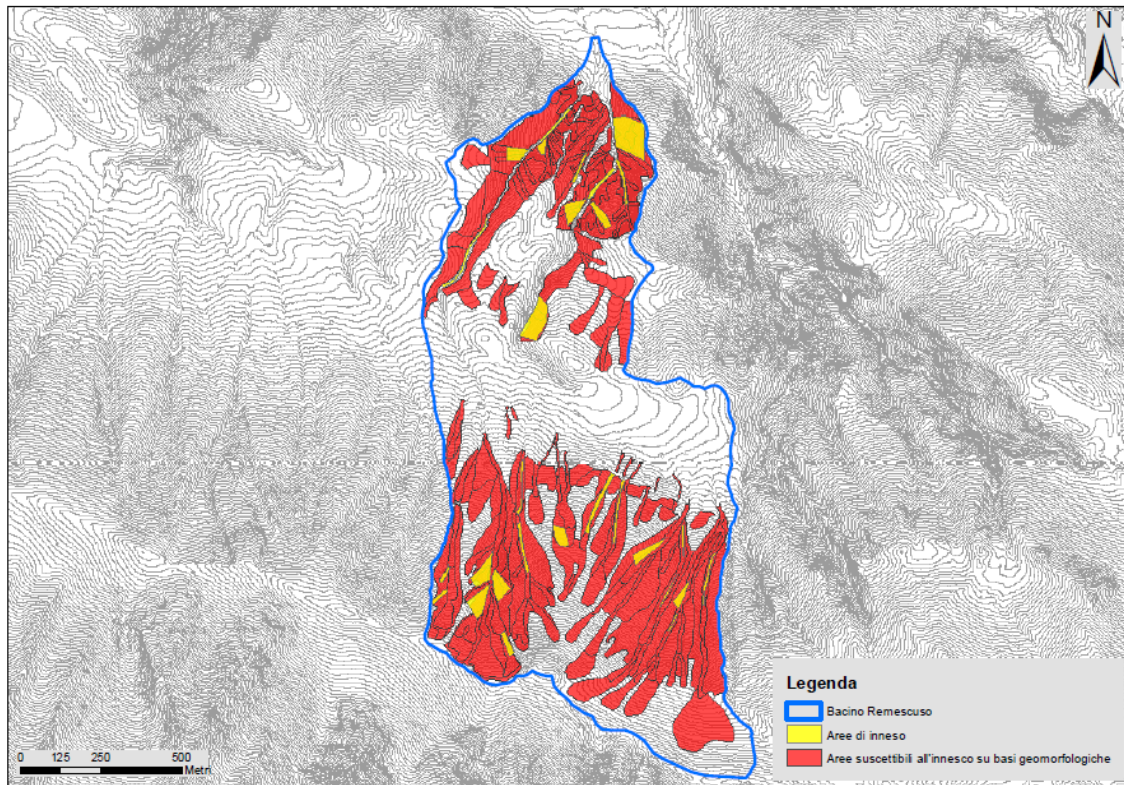 N
Legenda
Bacino Remescuso
Aree di inneso
Aree suscettibili all'innesco su basi geomorfologiche
0 125 250 500
Metri